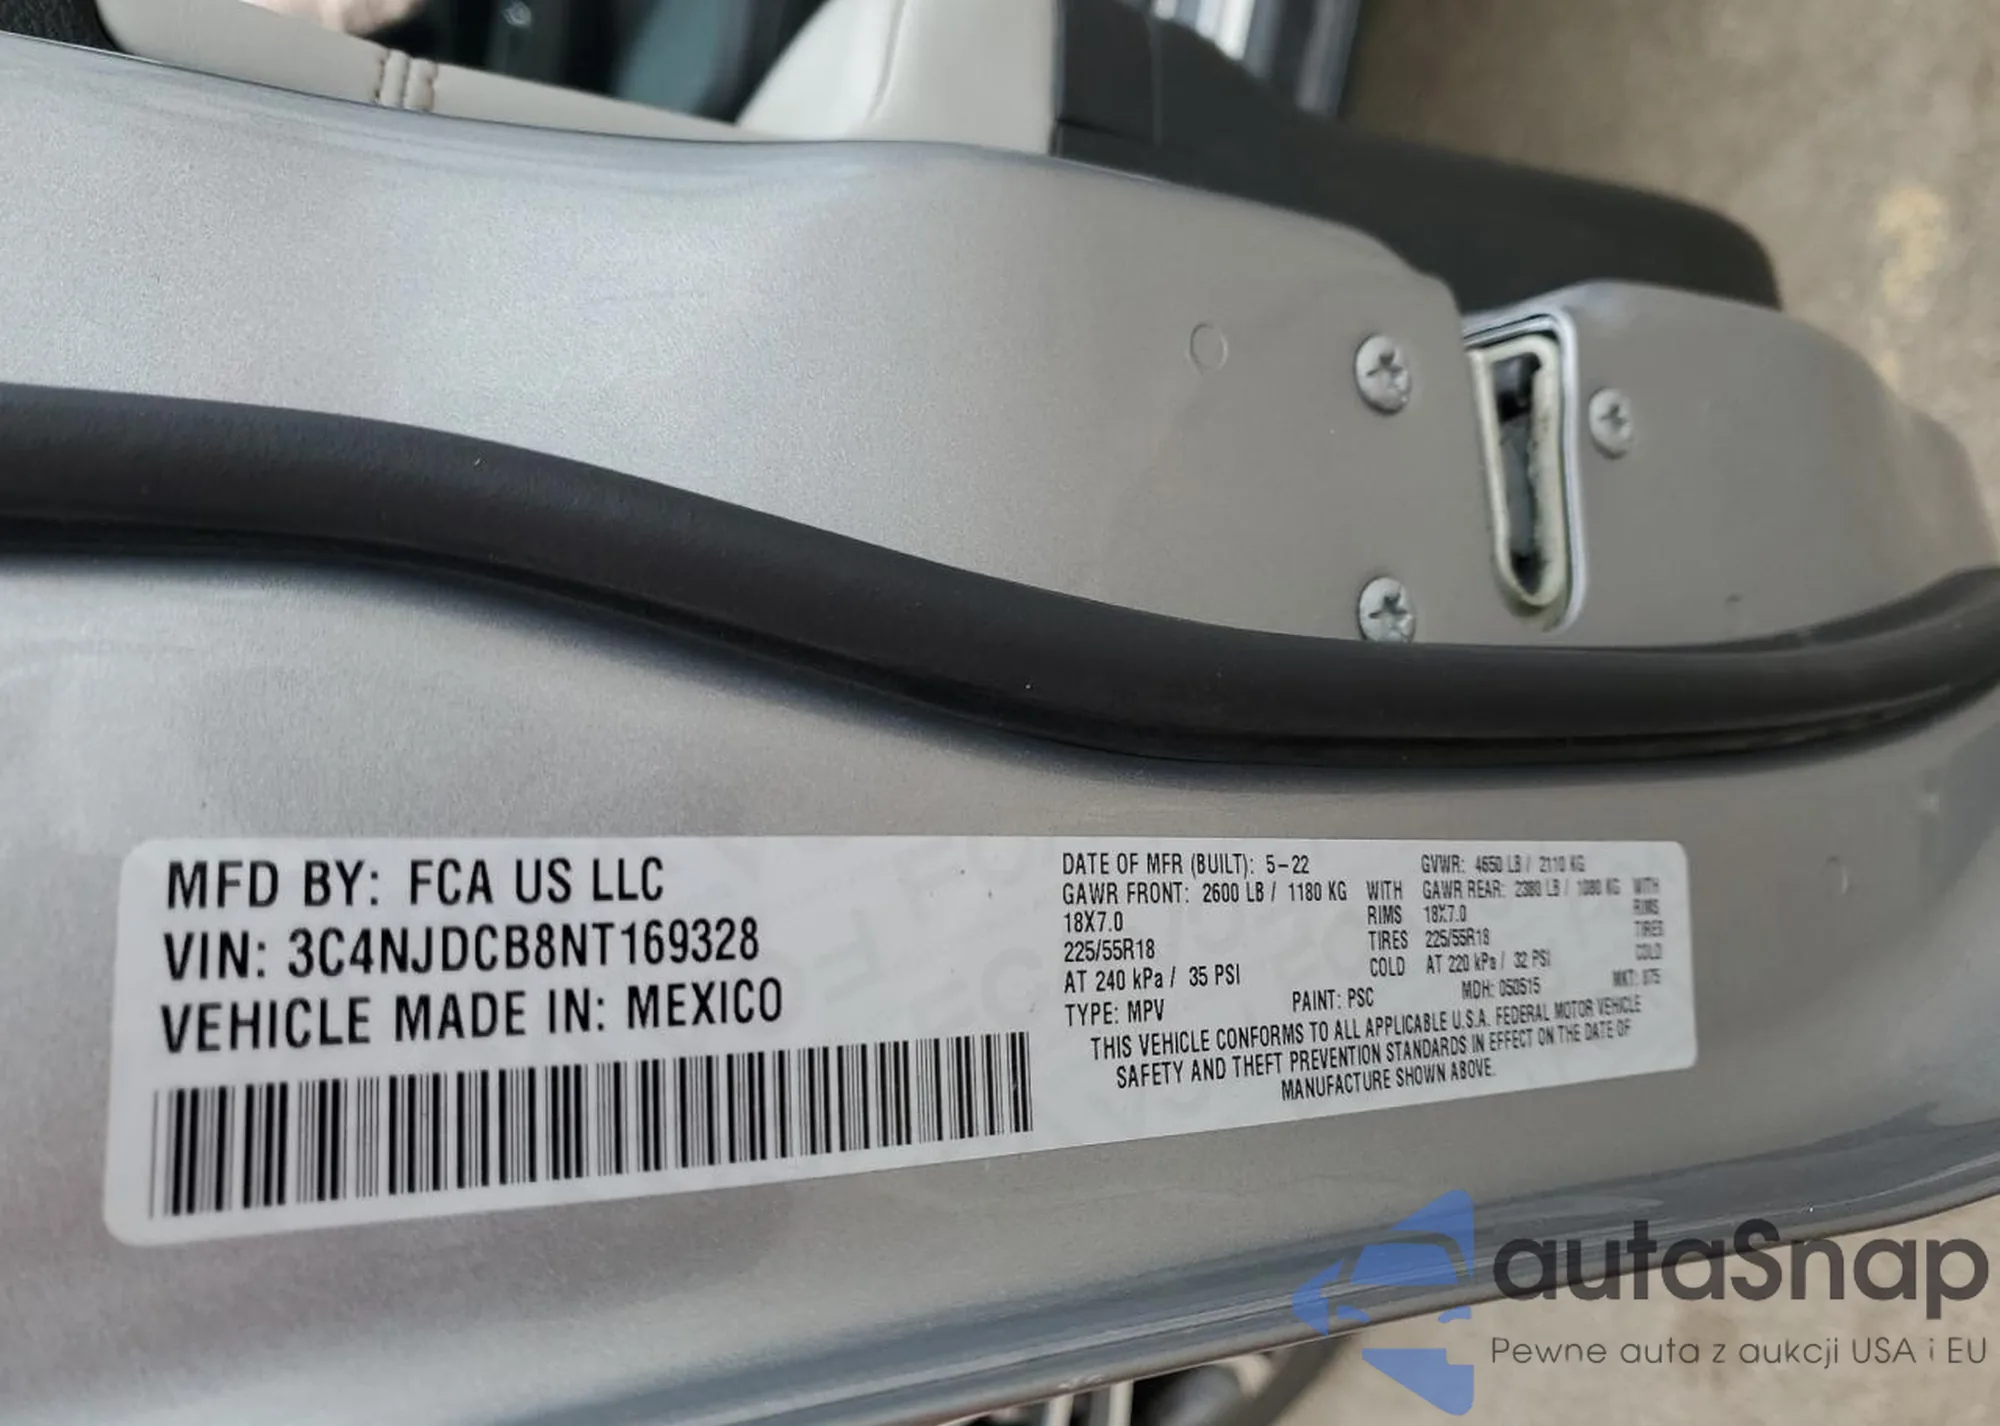 MFD BY: FCA US LLC
VIN: 3C4NJDCB8NT169328
VEHICLE MADE IN: MEXICO
DATE OF MFR (BUILT): 5-22 GVWR: 4650 LB / 2110 KG
GAWR FRONT: 2600 LB / 1180 KG WITH GAWR REAR: 2380 LB / 1080 KG WITH
18X7.0 RIMS 18X7.0 RIMS
225/55R18 TIRES 225/55R18 TIRES
AT 240 kPa / 35 PSI COLD AT 220 kPa / 32 PSI COLD
TYPE: MPV PAINT: PSC MDH: 050515 MKT: 875
THIS VEHICLE CONFORMS TO ALL APPLICABLE U.S.A. FEDERAL MOTOR VEHICLE
SAFETY AND THEFT PREVENTION STANDARDS IN EFFECT ON THE DATE OF
MANUFACTURE SHOWN ABOVE.
autaSnap
Pewne auta z aukcji USA i EU